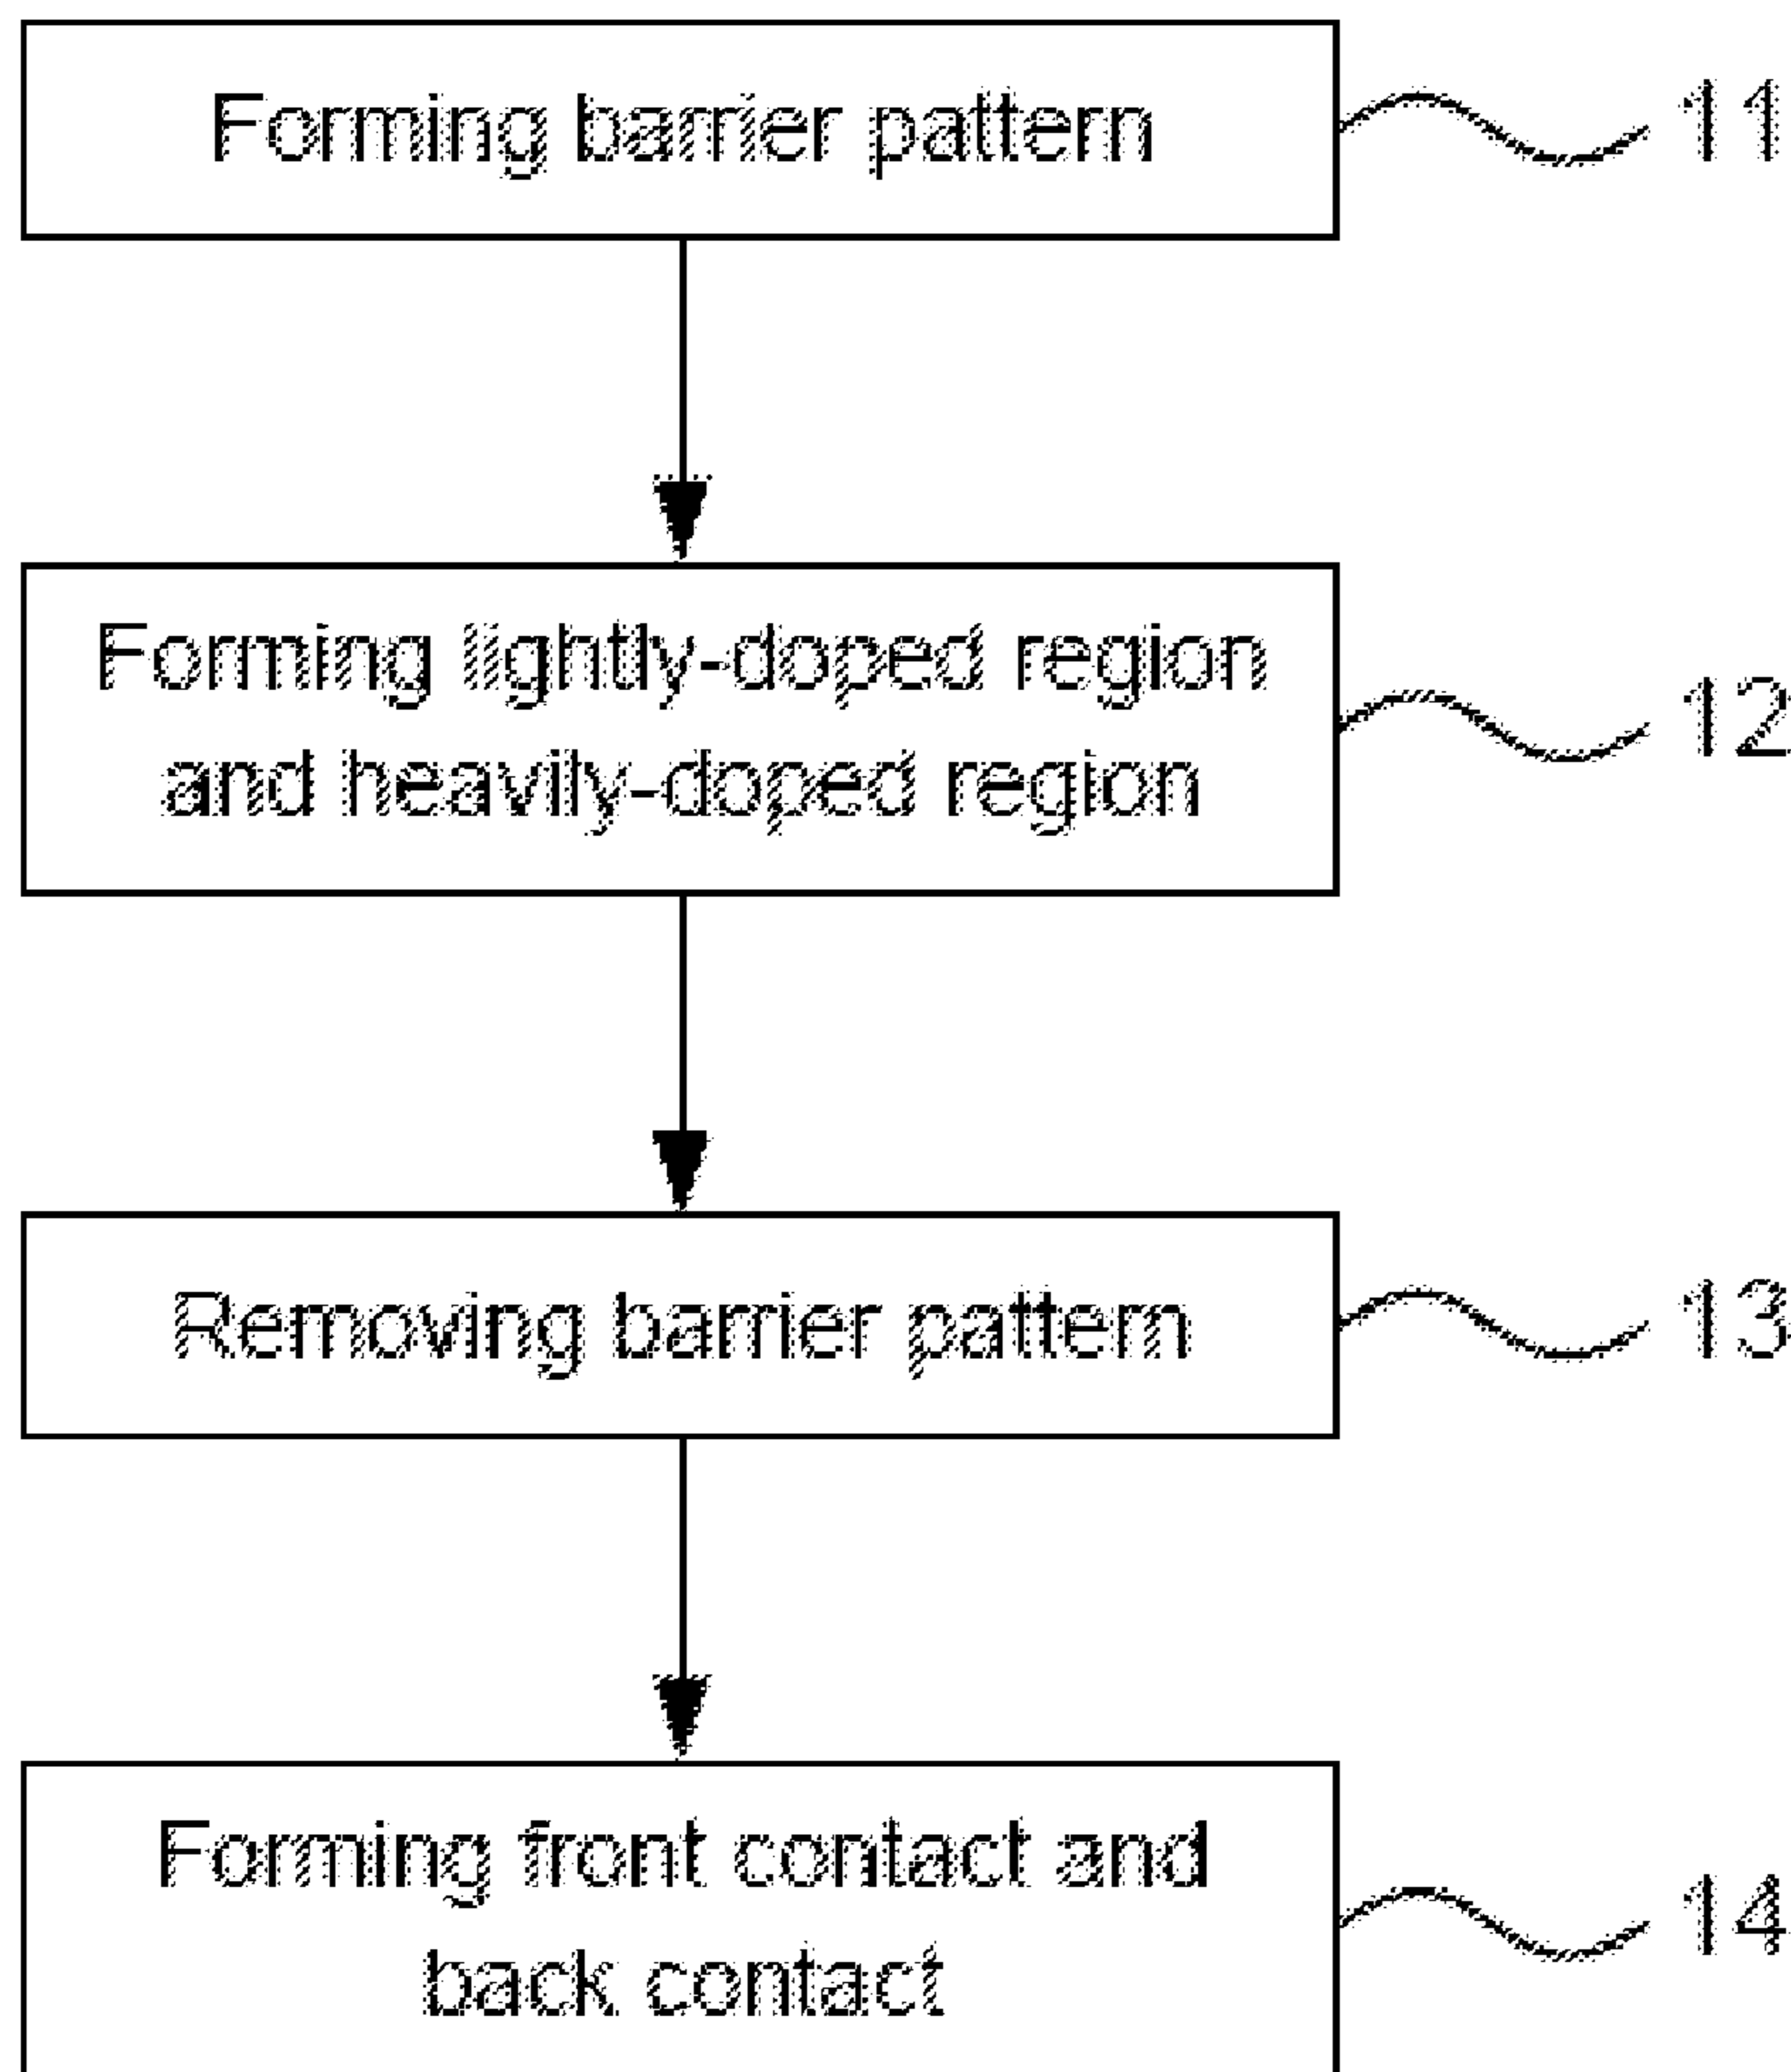 Forming barrier pattern
11
Forming lightly-doped region
and heavily-doped region
12
Removing barrier pattern
13
Forming front contact and
back contact
14